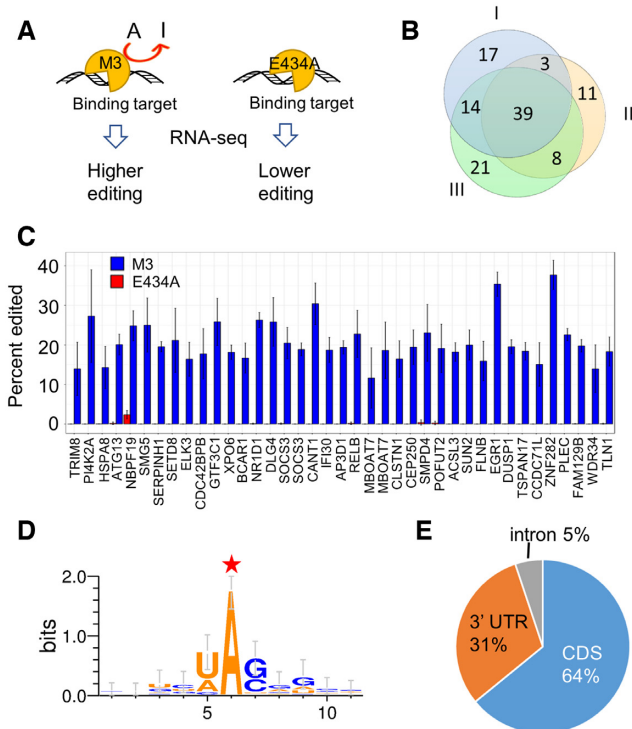 A
A I
M3
E434A
Binding target
Binding target
RNA-seq
Higher
editing
Lower
editing
B
I
17
3
11
II
14
39
21
8
III
C
M3
E434A
Percent edited
40
30
20
10
0
TRIM8
PI4K2A
HSPA8
ATG13
NBPF19
SMG5
SERPINH1
SETD8
ELK3
CDC42BPB
GTF3C1
XPO6
BCAR1
NR1D1
DLG4
SOCS3
SOCS3
CANT1
IFI30
AP3D1
RELB
MBOAT7
MBOAT7
CLSTN1
CEP250
SMPD4
POFUT2
ACSL3
SUN2
FLNB
EGR1
DUSP1
TSPAN17
CCDC71L
ZNF282
PLEC
FAM129B
WDR34
TLN1
D
bits
2.0
1.0
0.0
U A G
A C G
5 10
E
intron 5%
3' UTR
31%
CDS
64%